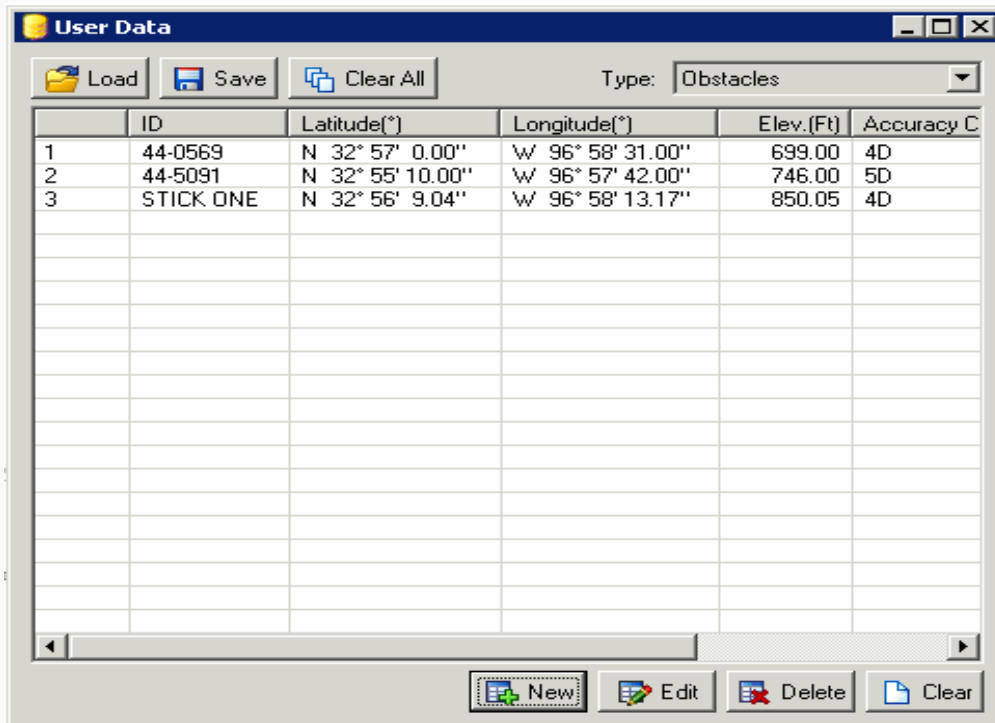 User Data
Load Save Clear All Type: Obstacles
ID Latitude(°) Longitude(°) Elev.(Ft) Accuracy C
1 44-0569 N 32° 57' 0.00'' W 96° 58' 31.00'' 699.00 4D
2 44-5091 N 32° 55' 10.00'' W 96° 57' 42.00'' 746.00 5D
3 STICK ONE N 32° 56' 9.04'' W 96° 58' 13.17'' 850.05 4D
New Edit Delete Clear